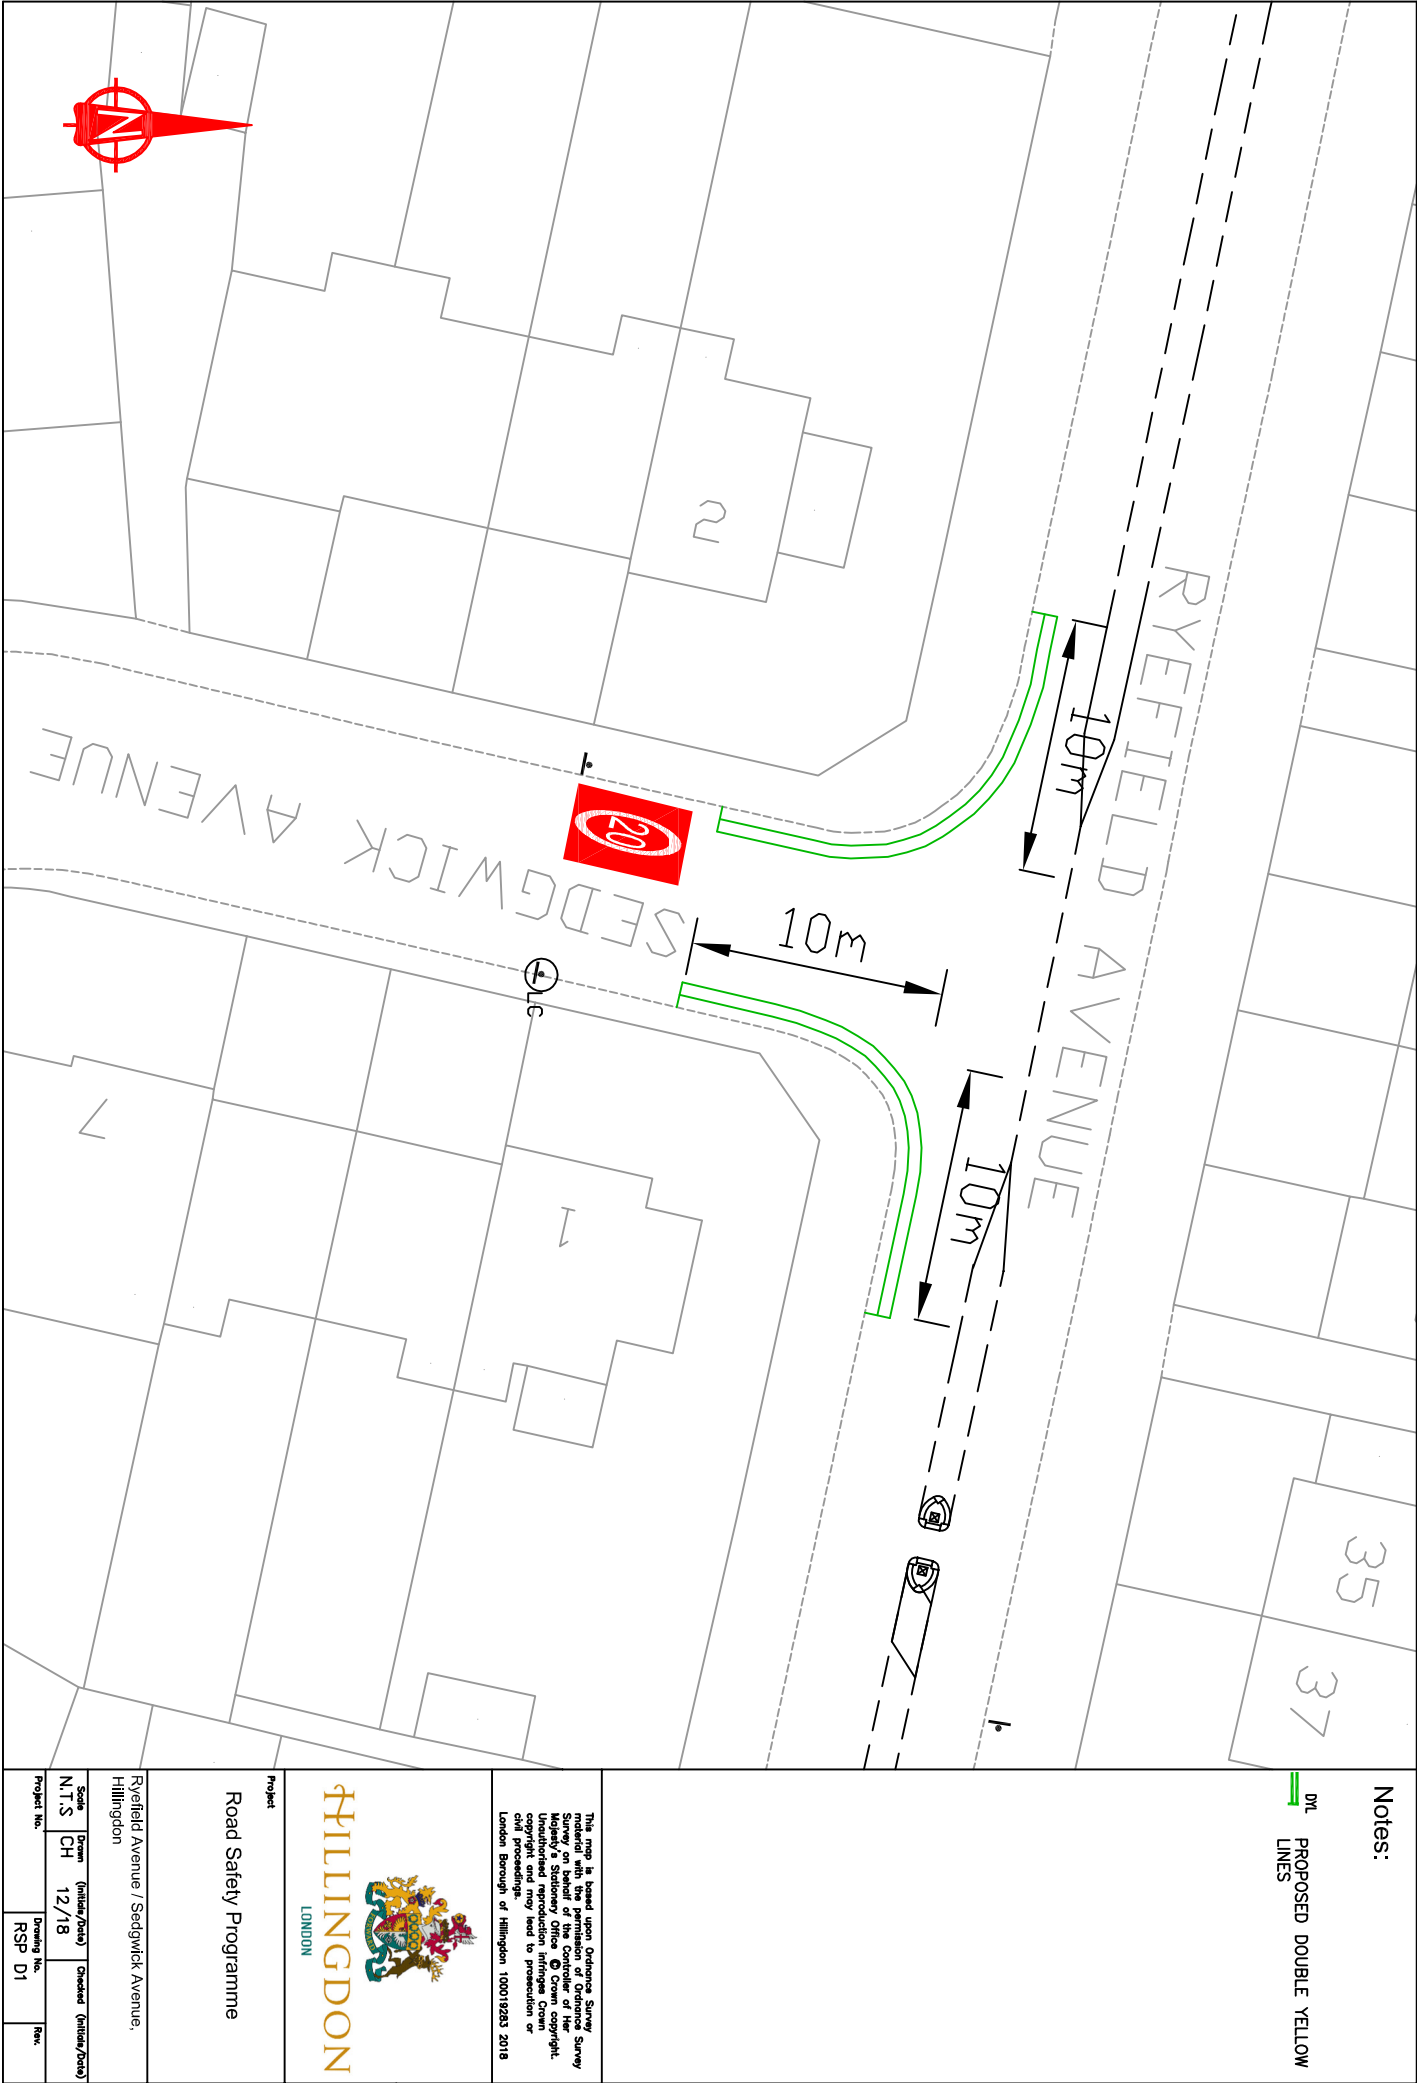 Notes:
DYL
PROPOSED DOUBLE YELLOW
LINES
RYEFIELD AVENUE
SEDGWICK AVENUE
10m
10m
10m
20
LC
N
2
1
7
35
37
This map is based upon Ordnance Survey
material with the permission of Ordnance Survey
Survey on behalf of the Controller of Her
Majesty's Stationery Office © Crown copyright.
Unauthorised reproduction infringes Crown
copyright and may lead to prosecution or
civil proceedings.
London Borough of Hillingdon 100019283 2018
HILLINGDON
LONDON
Project
Road Safety Programme
Ryefield Avenue / Sedgwick Avenue,
Hillingdon
Scale
N.T.S
Drawn (Initials/Date)
CH 12/18
Checked (Initials/Date)
Project No.
Drawing No.
RSP D1
Rev.